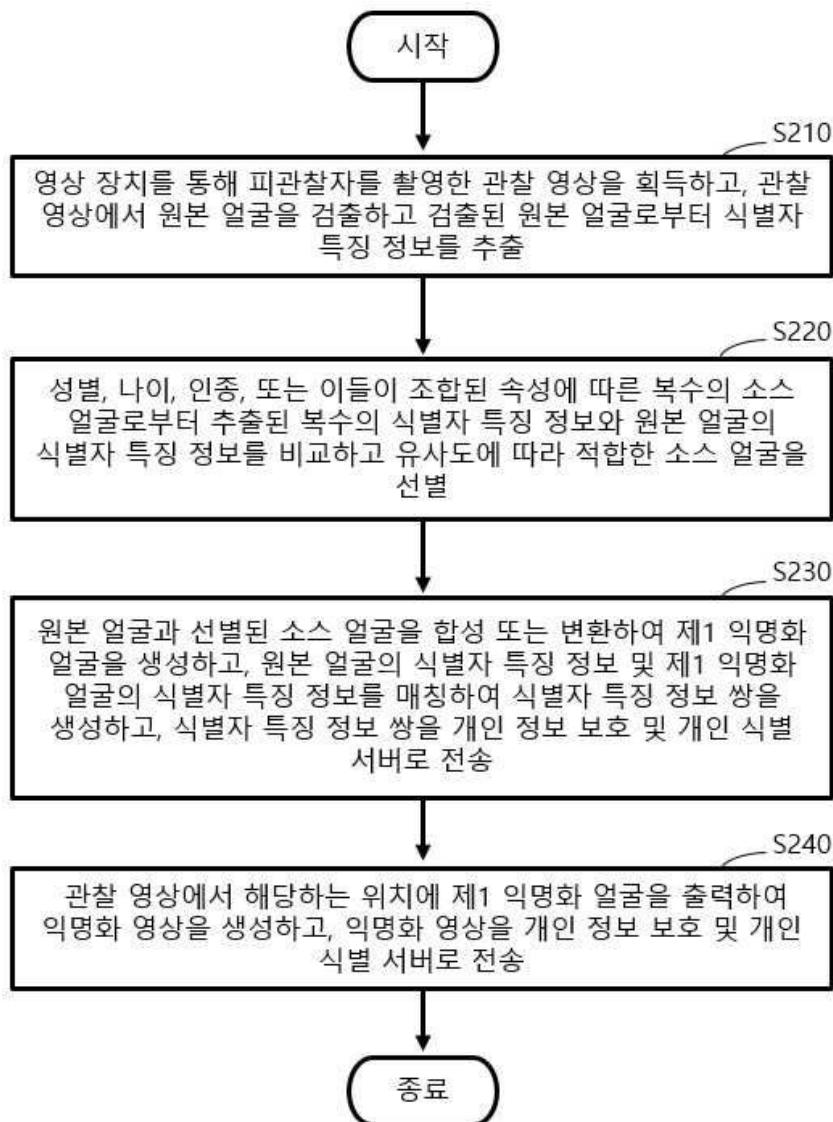 시작
S210
영상 장치를 통해 피관찰자를 촬영한 관찰 영상을 획득하고, 관찰
영상에서 원본 얼굴을 검출하고 검출된 원본 얼굴로부터 식별자
특징 정보를 추출
S220
성별, 나이, 인종, 또는 이들이 조합된 속성에 따른 복수의 소스
얼굴로부터 추출된 복수의 식별자 특징 정보와 원본 얼굴의
식별자 특징 정보를 비교하고 유사도에 따라 적합한 소스 얼굴을
선별
S230
원본 얼굴과 선별된 소스 얼굴을 합성 또는 변환하여 제1 익명화
얼굴을 생성하고, 원본 얼굴의 식별자 특징 정보 및 제1 익명화
얼굴의 식별자 특징 정보를 매칭하여 식별자 특징 정보 쌍을
생성하고, 식별자 특징 정보 쌍을 개인 정보 보호 및 개인 식별
서버로 전송
S240
관찰 영상에서 해당하는 위치에 제1 익명화 얼굴을 출력하여
익명화 영상을 생성하고, 익명화 영상을 개인 정보 보호 및 개인
식별 서버로 전송
종료